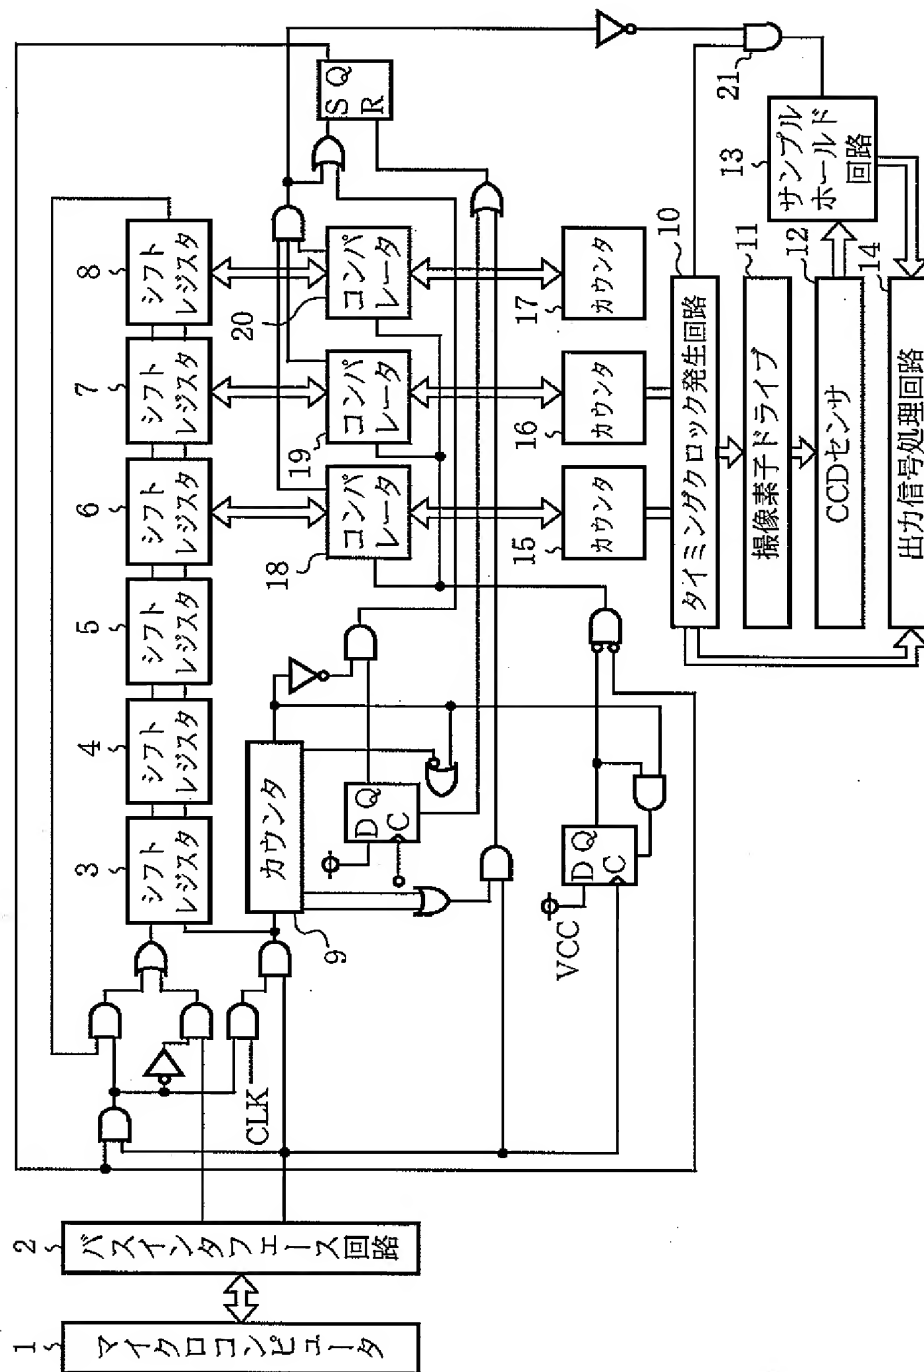 1
マイクロコンピュータ
2
バスインタフェース回路
3
シフト
レジスタ
4
シフト
レジスタ
5
シフト
レジスタ
6
シフト
レジスタ
7
シフト
レジスタ
8
シフト
レジスタ
CLK
9
カウンタ
D Q
C
VCC
D Q
C
18
コンパ
レータ
19
コンパ
レータ
20
コンパ
レータ
S Q
R
15
カウンタ
16
カウンタ
17
カウンタ
10
タイミングクロック発生回路
11
撮像素子ドライブ
12
CCDセンサ
13
サンプル
ホールド
回路
14
出力信号処理回路
21